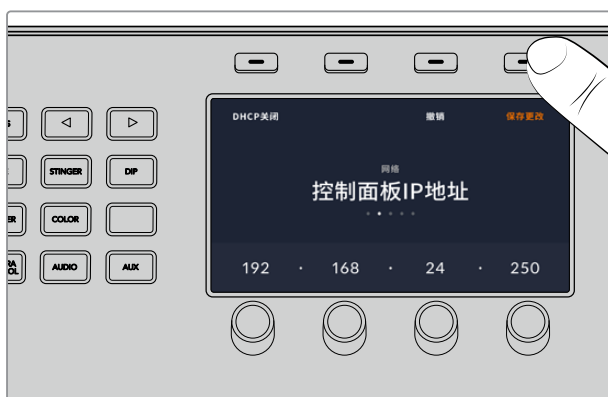 DHCP关闭 撤销 保存更改
网络
控制面板IP地址
192 · 168 · 24 · 250
STINGER DIP
COLOR
AUDIO AUX